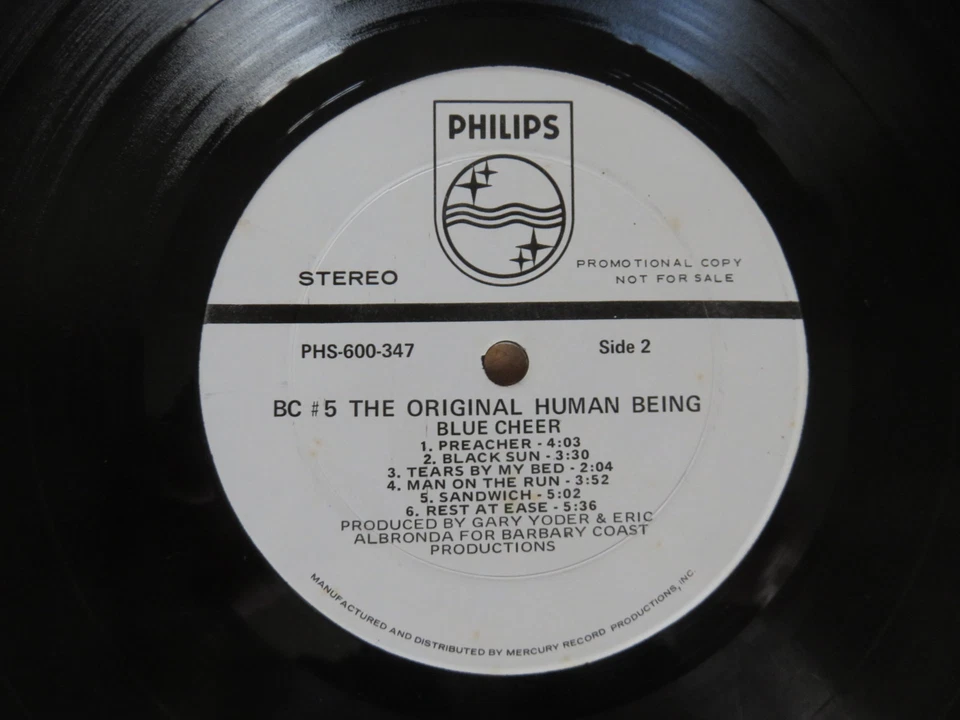 PHILIPS
STEREO
PROMOTIONAL COPY
NOT FOR SALE
PHS-600-347
Side 2
BC #5 THE ORIGINAL HUMAN BEING
BLUE CHEER
1. PREACHER - 4:03
2. BLACK SUN - 3:30
3. TEARS BY MY BED - 2:04
4. MAN ON THE RUN - 3:52
5. SANDWICH - 5:02
6. REST AT EASE - 5:36
PRODUCED BY GARY YODER & ERIC
ALBRONDA FOR BARBARY COAST
PRODUCTIONS
MANUFACTURED AND DISTRIBUTED BY MERCURY RECORD PRODUCTIONS, INC.